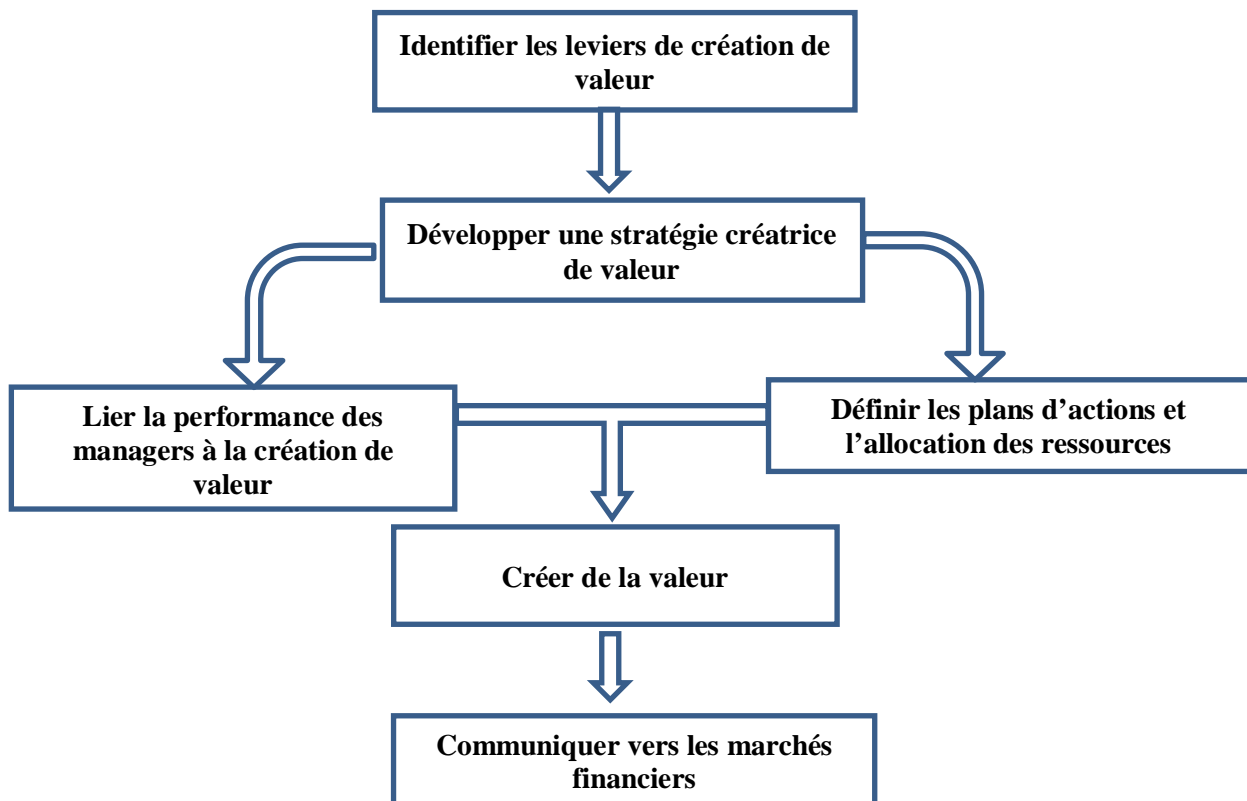 Identifier les leviers de création de
valeur
Développer une stratégie créatrice
de valeur
Lier la performance des
managers à la création de
valeur
Définir les plans d’actions et
l’allocation des ressources
Créer de la valeur
Communiquer vers les marchés
financiers